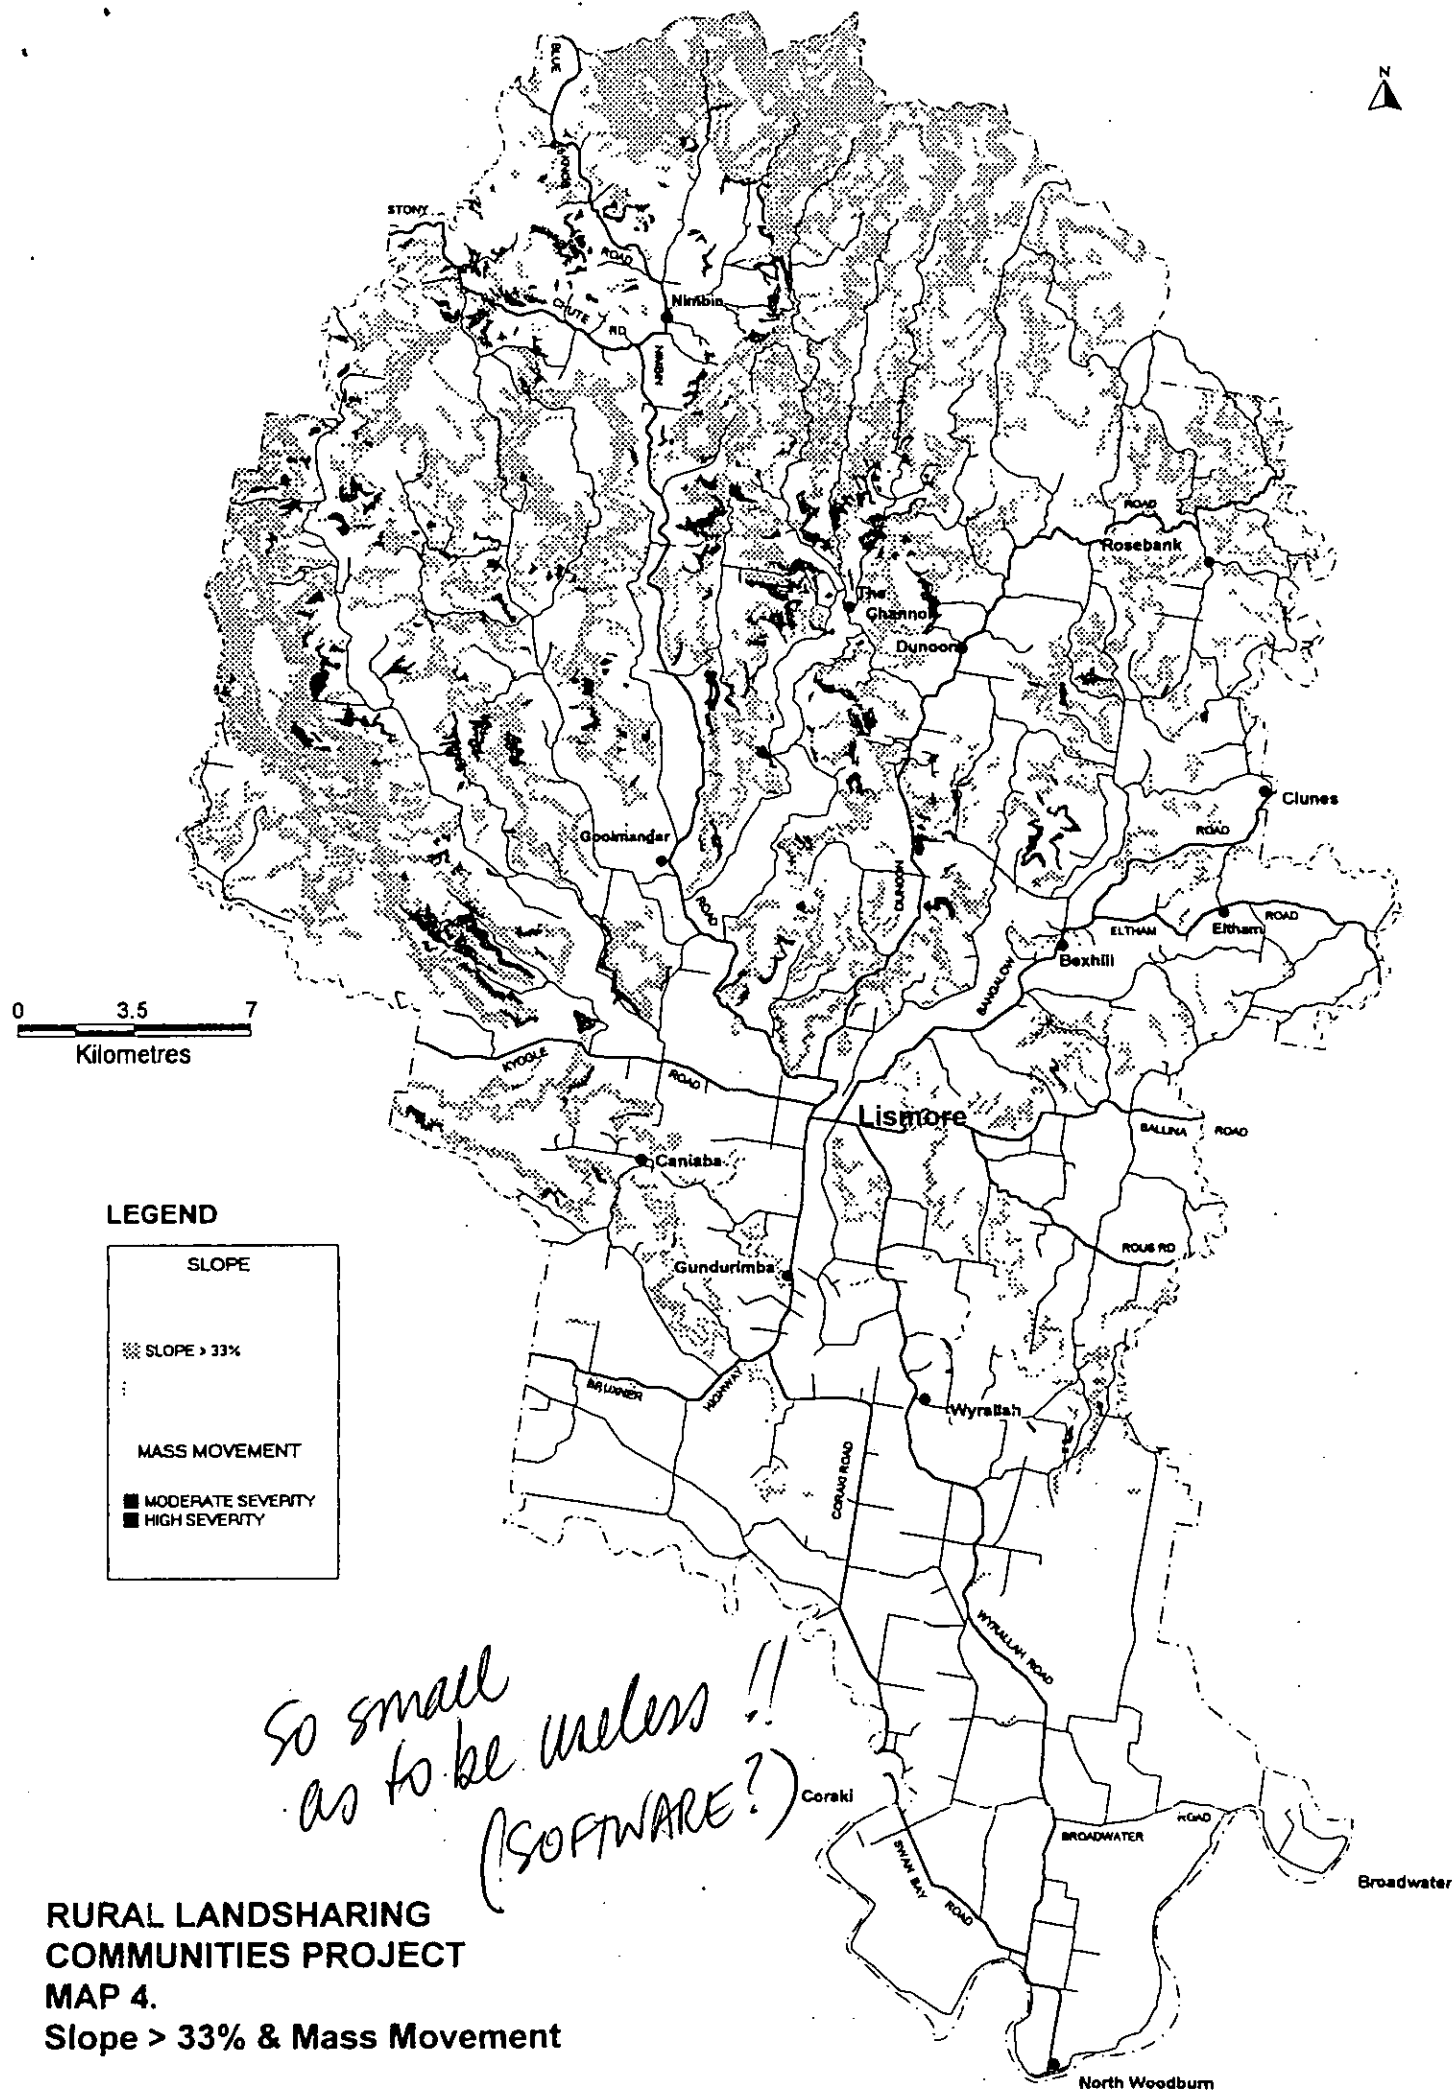 N
BLUE
KNOB
STONY
ROAD
Nimbin
CHUTE
RD
NIMBIN
ROAD
Rosebank
The
Channon
Dunoon
Clunes
ROAD
Goolmangar
ROAD
DUNOON
ELTHAM
Eltham
ROAD
Bexhill
BANGALOW
0 3.5 7
Kilometres
KYOGLE
ROAD
Lismore
BALLINA ROAD
Caniaba
LEGEND
SLOPE
SLOPE > 33%
MASS MOVEMENT
MODERATE SEVERITY
HIGH SEVERITY
ROUS RD
Gundurimba
BRUXNER
HIGHWAY
Wyrallah
CORAKI ROAD
WYRALLAH ROAD
So small
as to be useless !!
(SOFTWARE?)
Coraki
SWAN BAY
ROAD
BROADWATER
ROAD
Broadwater
RURAL LANDSHARING
COMMUNITIES PROJECT
MAP 4.
Slope > 33% & Mass Movement
North Woodburn